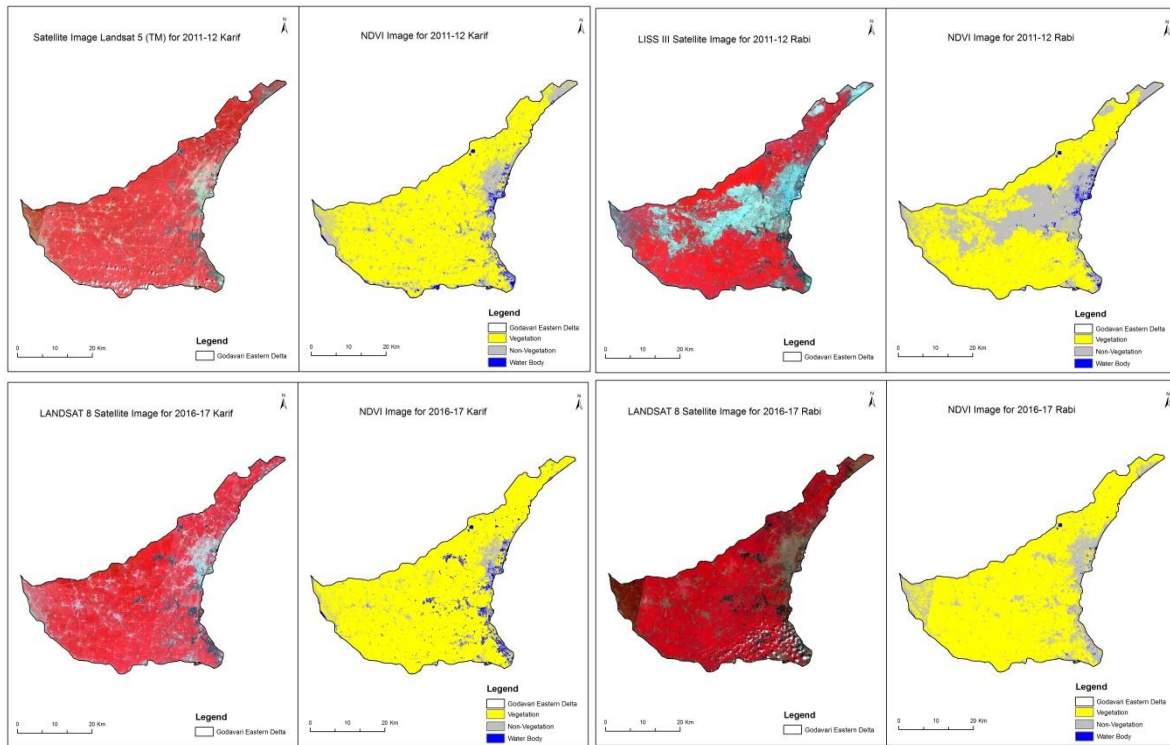 Satellite Image Landsat 5 (TM) for 2011-12 Karif
N
Legend
Godavari Eastern Delta
0 10 20 Km
NDVI Image for 2011-12 Karif
N
Legend
Godavari Eastern Delta
Vegetation
Non-Vegetation
Water Body
0 10 20 Km
LISS III Satellite Image for 2011-12 Rabi
N
Legend
Godavari Eastern Delta
0 10 20 Km
NDVI Image for 2011-12 Rabi
N
Legend
Godavari Eastern Delta
Vegetation
Non-Vegetation
Water Body
0 10 20 Km
LANDSAT 8 Satellite Image for 2016-17 Karif
N
Legend
Godavari Eastern Delta
0 10 20 Km
NDVI Image for 2016-17 Karif
N
Legend
Godavari Eastern Delta
Vegetation
Non-Vegetation
Water Body
0 10 20 Km
LANDSAT 8 Satellite Image for 2016-17 Rabi
N
Legend
Godavari Eastern Delta
0 10 20 Km
NDVI Image for 2016-17 Rabi
N
Legend
Godavari Eastern Delta
Vegetation
Non-Vegetation
Water Body
0 10 20 Km